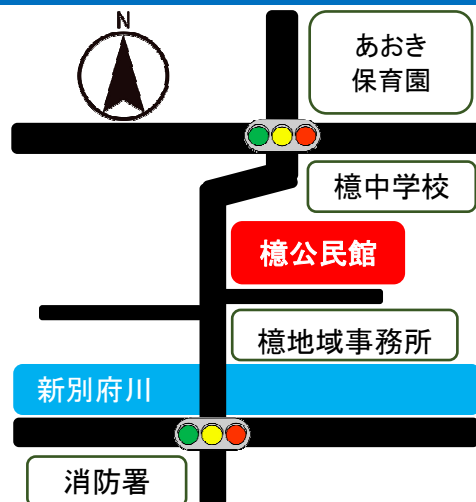 N
あおき
保育園
檍中学校
檍公民館
檍地域事務所
新別府川
消防署